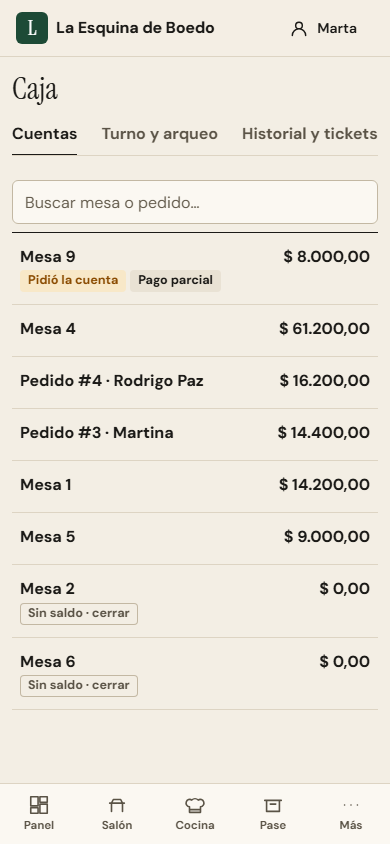 L La Esquina de Boedo Marta
Caja
Cuentas Turno y arqueo Historial y tickets
Buscar mesa o pedido...
Mesa 9 $ 8.000,00
Pidió la cuenta Pago parcial
Mesa 4 $ 61.200,00
Pedido #4 · Rodrigo Paz $ 16.200,00
Pedido #3 · Martina $ 14.400,00
Mesa 1 $ 14.200,00
Mesa 5 $ 9.000,00
Mesa 2 $ 0,00
Sin saldo · cerrar
Mesa 6 $ 0,00
Sin saldo · cerrar
Panel Salón Cocina Pase Más